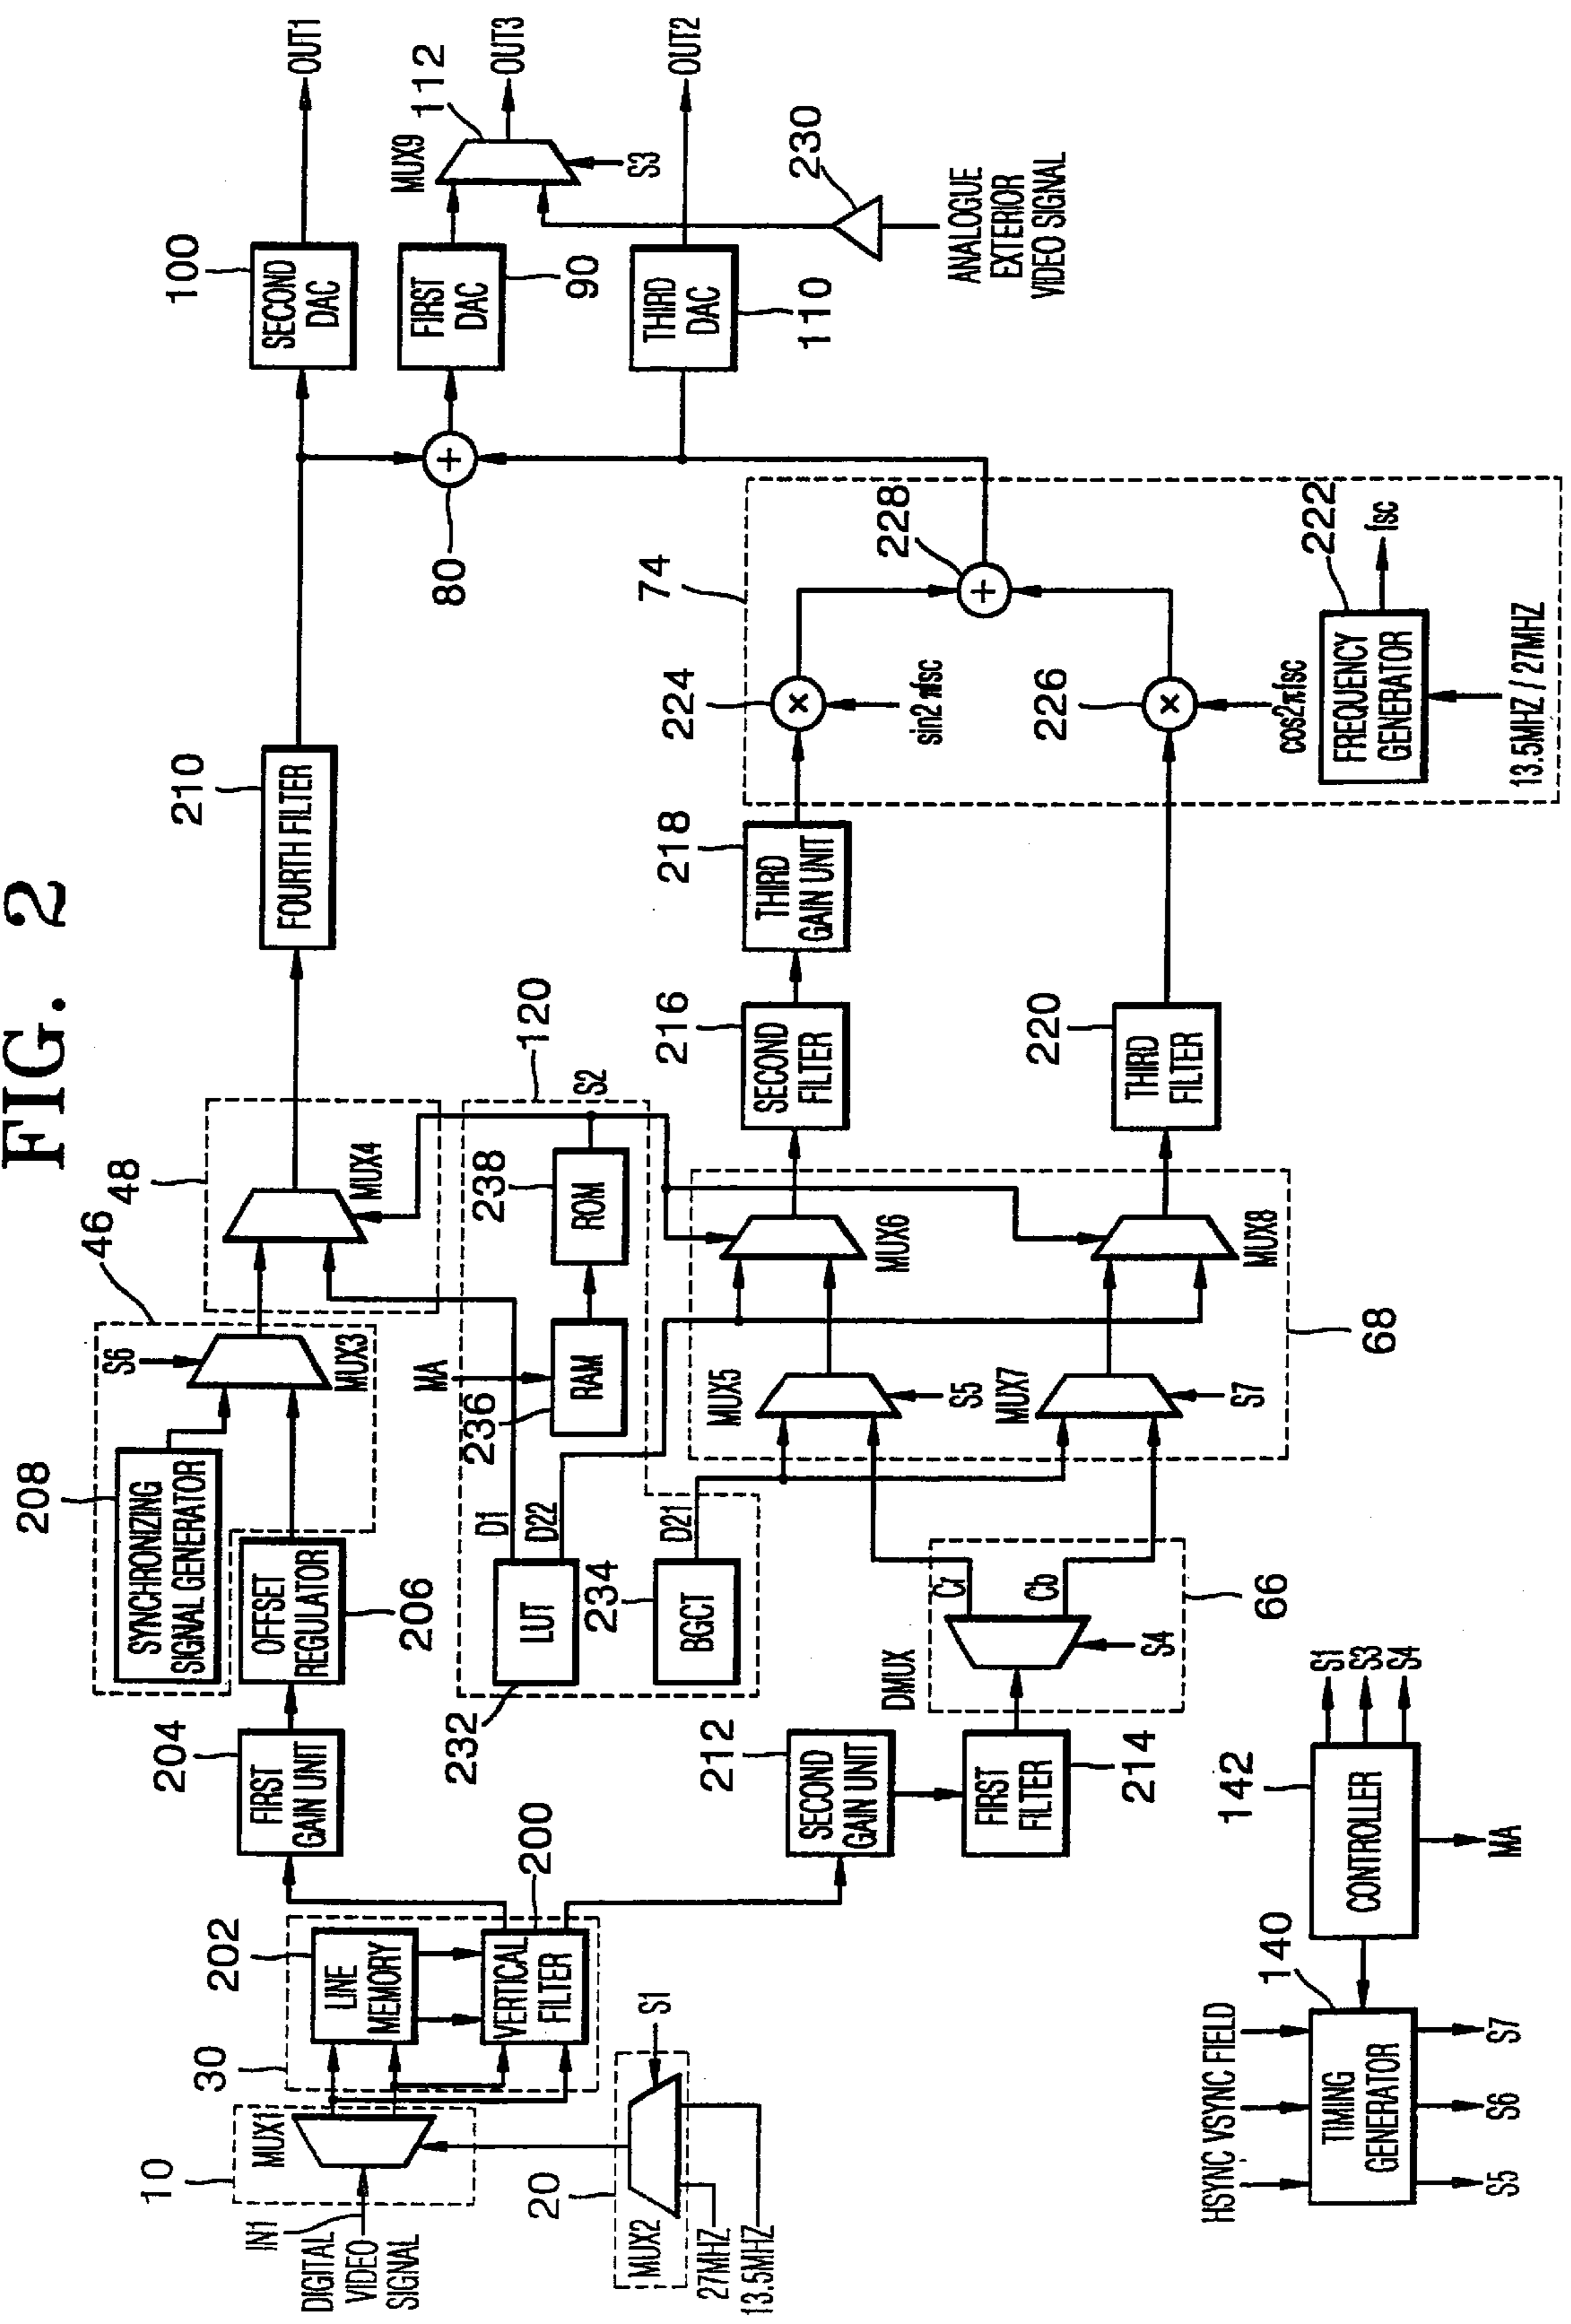 FIG. 2
10
MUX1
IN1
DIGITAL
VIDEO
SIGNAL
20
MUX2
27MHZ
13.5MHZ
S1
30
202
LINE
MEMORY
VERTICAL
FILTER
200
204
FIRST
GAIN UNIT
OFFSET
REGULATOR
206
208
SYNCHRONIZING
SIGNAL GENERATOR
46
S6
MUX3
48
MUX4
210
FOURTH FILTER
120
S2
238
ROM
MA
236
RAM
D1
D22
LUT
232
234
D21
BGCT
212
SECOND
GAIN UNIT
FIRST
FILTER
214
DMUX
Cr
Cb
S4
66
MUX5
S5
MUX7
S7
MUX6
MUX8
68
216
SECOND
FILTER
218
THIRD
GAIN UNIT
220
THIRD
FILTER
74
224
sin2πfsc
226
cos2πfsc
228
222
fsc
FREQUENCY
GENERATOR
13.5MHZ / 27MHZ
80
100
SECOND
DAC
FIRST
DAC
90
THIRD
DAC
110
OUT1
MUX9
112
OUT3
S3
OUT2
230
ANALOGUE
EXTERIOR
VIDEO SIGNAL
HSYNC VSYNC FIELD
140
TIMING
GENERATOR
S5
S6
S7
142
CONTROLLER
S1
S3
S4
MA